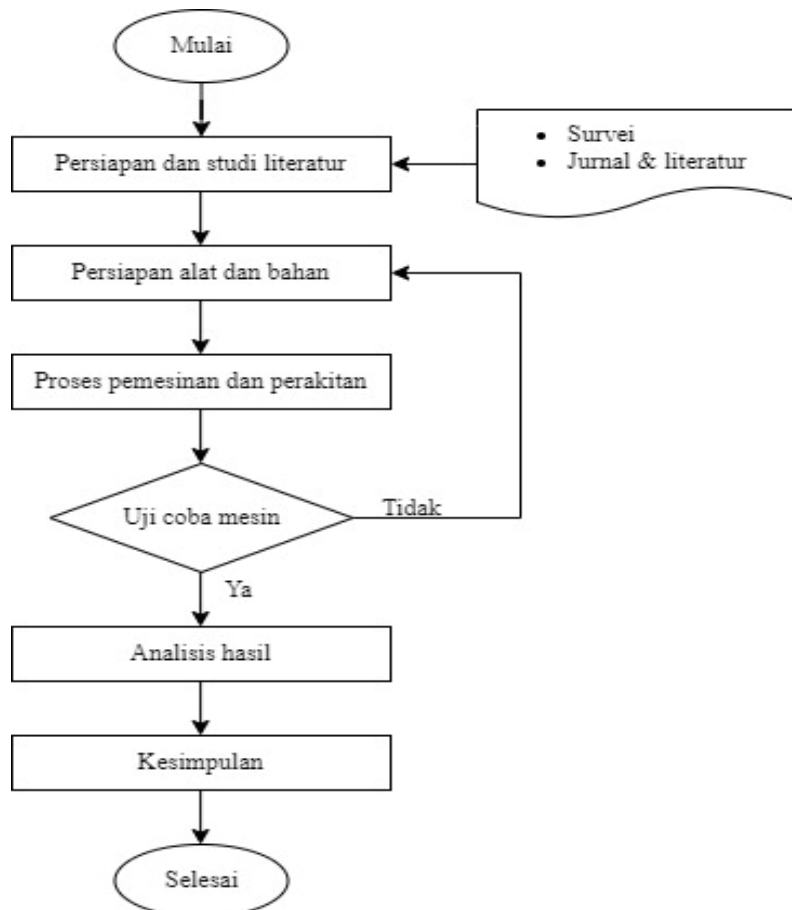 Mulai
Persiapan dan studi literatur
• Survei
• Jurnal & literatur
Persiapan alat dan bahan
Proses pemesinan dan perakitan
Uji coba mesin
Tidak
Ya
Analisis hasil
Kesimpulan
Selesai